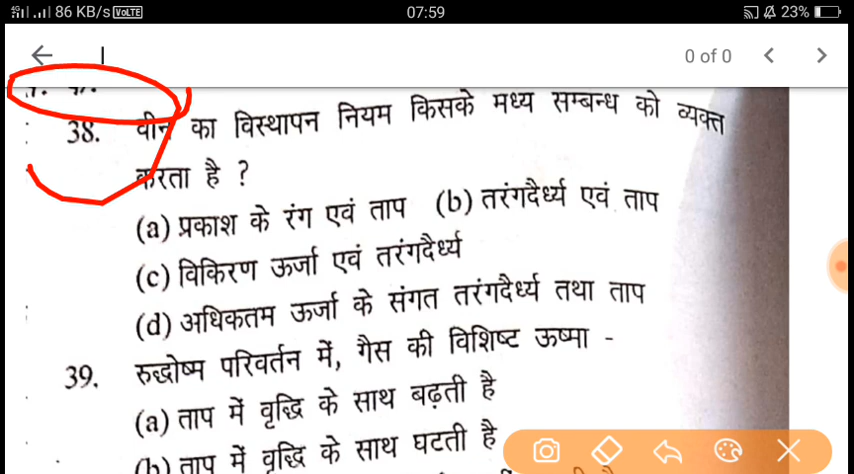 86 KB/s VoLTE 07:59 23%
0 of 0
38. वीन का विस्थापन नियम किसके मध्य सम्बन्ध को व्यक्त
करता है ?
(a) प्रकाश के रंग एवं ताप (b) तरंगदैर्ध्य एवं ताप
(c) विकिरण ऊर्जा एवं तरंगदैर्ध्य
(d) अधिकतम ऊर्जा के संगत तरंगदैर्ध्य तथा ताप
39. रुद्धोष्म परिवर्तन में, गैस की विशिष्ट ऊष्मा -
(a) ताप में वृद्धि के साथ बढ़ती है
(b) ताप में वृद्धि के साथ घटती है